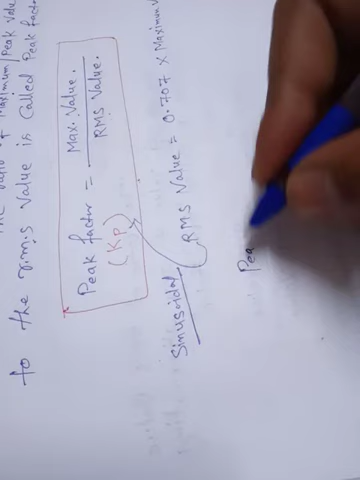 the ratio of Maximum/Peak Value
to the r.m.s Value is Called Peak factor
Peak factor = Max. Value.
RMS Value.
(Kp)
Sinusoidal RMS Value = 0.707 × Maximum
Pea